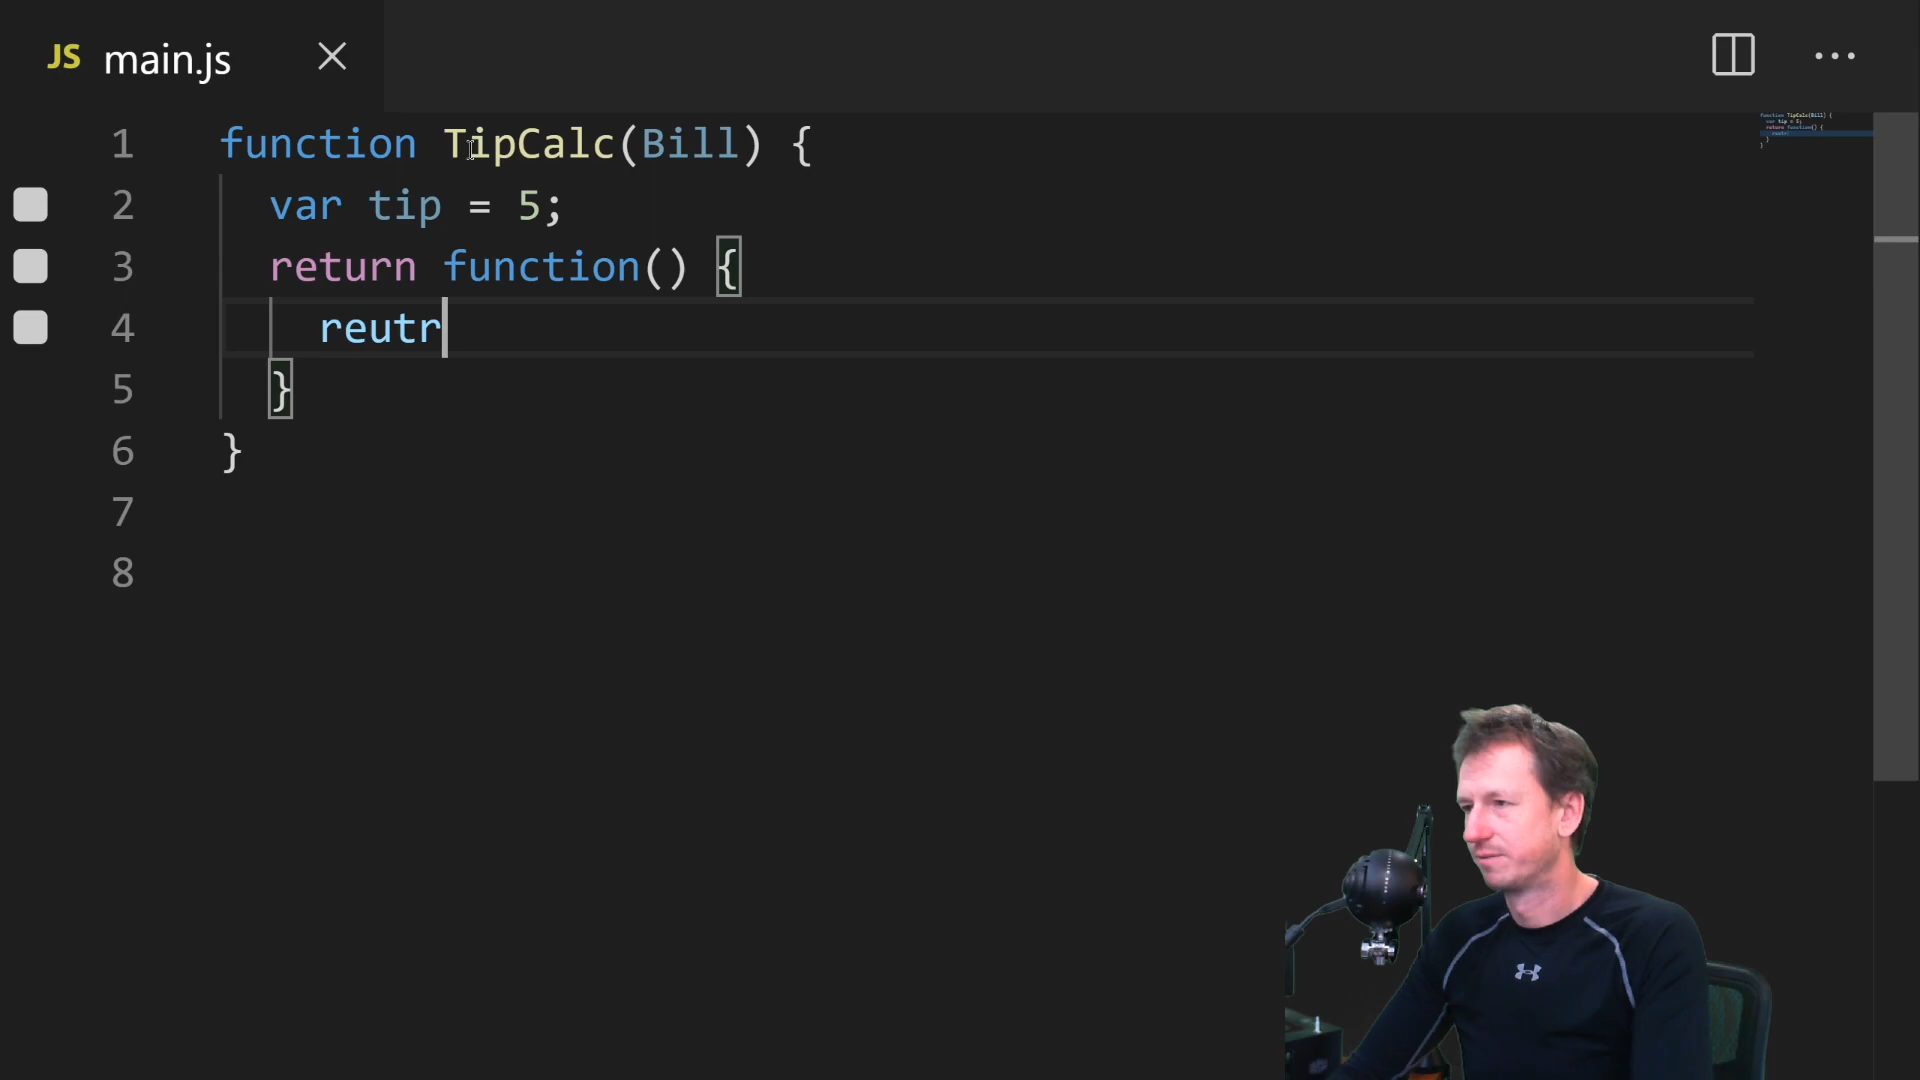 JS main.js
1 function TipCalc(Bill) {
2 var tip = 5;
3 return function() {
4 reutr
5 }
6 }
7
8